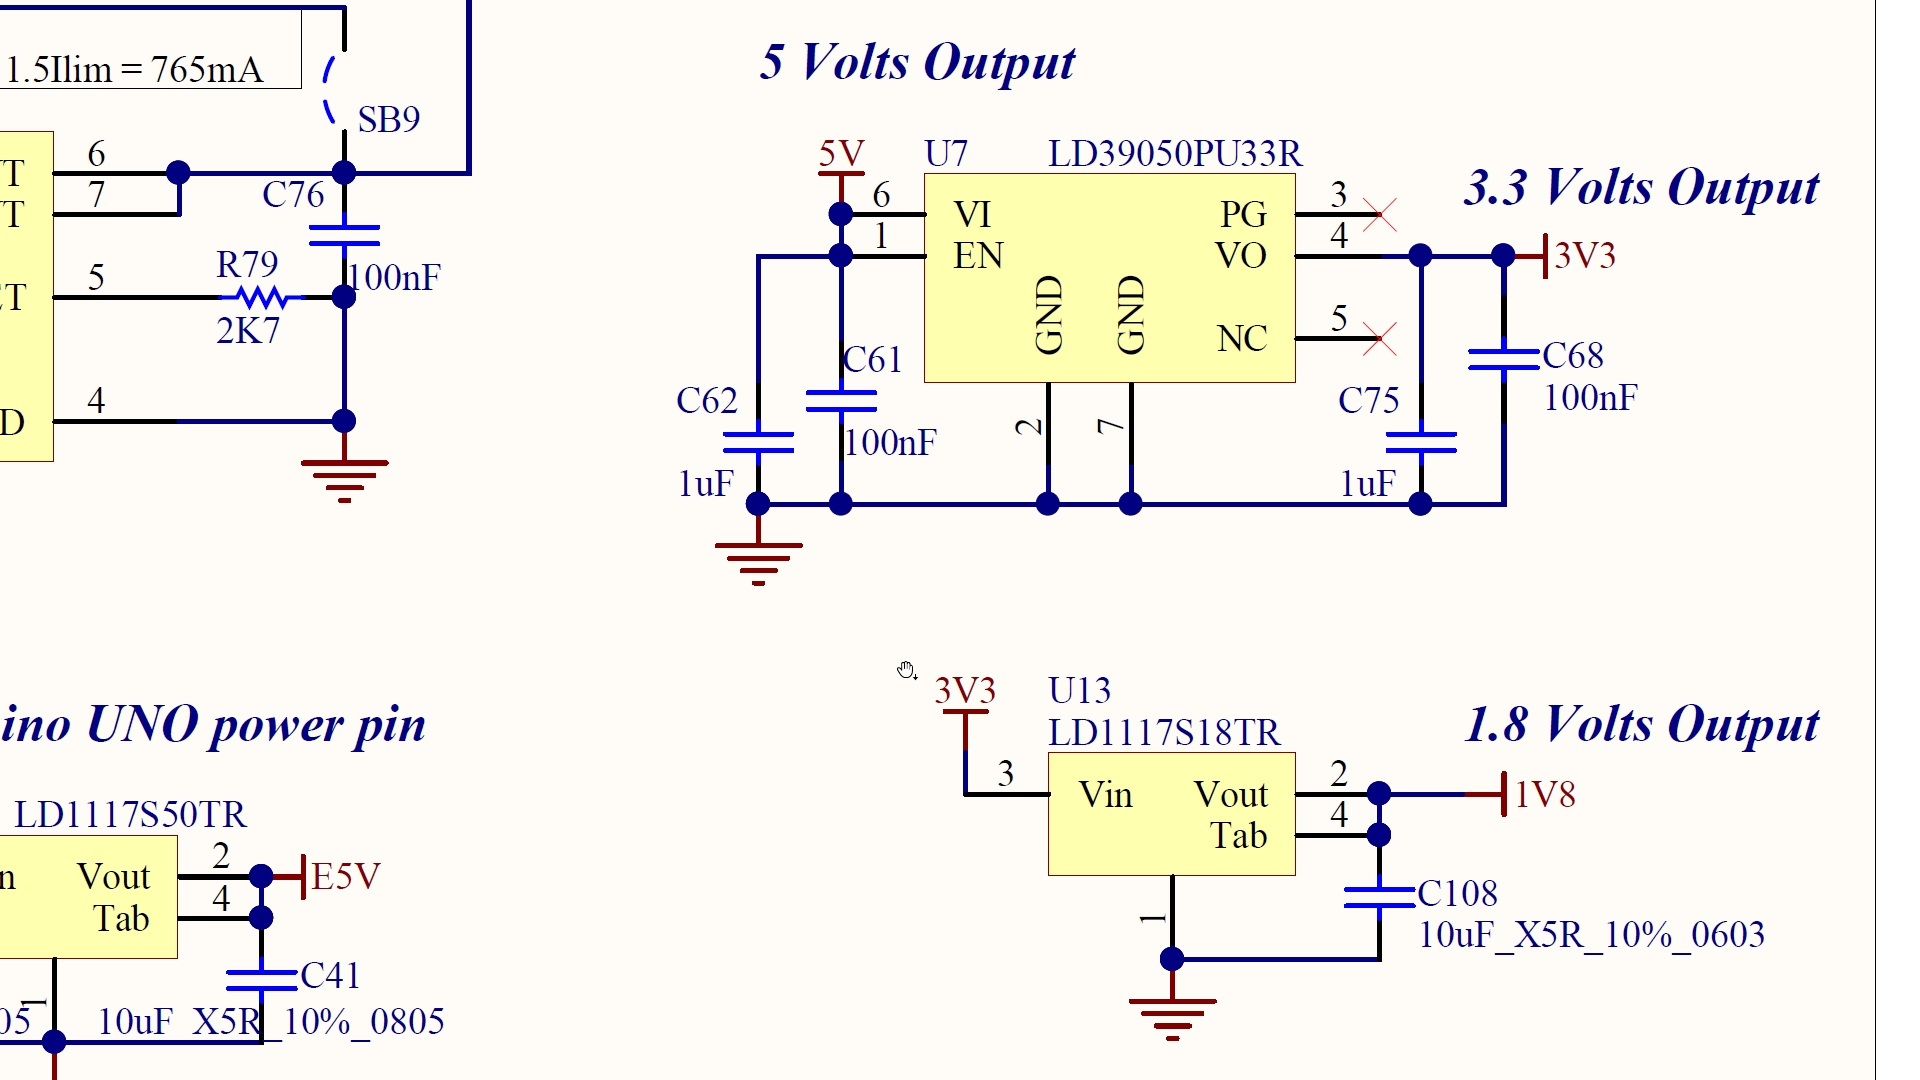 1.5Ilim = 765mA
SB9
T 6
T 7
C76
100nF
R79
2K7
T 5
D 4
5 Volts Output
5V
U7 LD39050PU33R
6 VI
1 EN
GND
GND
PG 3
VO 4
NC 5
2
7
C62
1uF
C61
100nF
3.3 Volts Output
3V3
C75
1uF
C68
100nF
3V3
U13
LD1117S18TR
3 Vin
Vout 2
Tab 4
1
1.8 Volts Output
1V8
C108
10uF_X5R_10%_0603
ino UNO power pin
LD1117S50TR
n Vout 2
Tab 4
E5V
1
C41
05
10uF_X5R_10%_0805